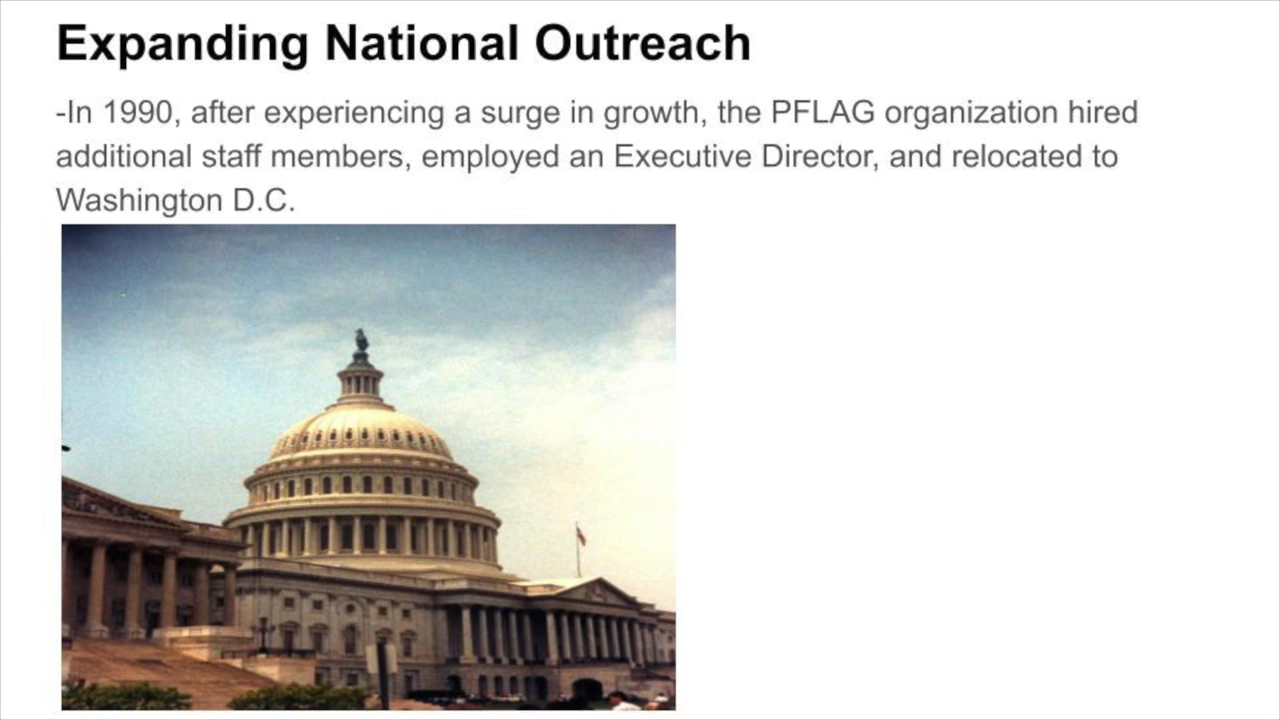 Expanding National Outreach
-In 1990, after experiencing a surge in growth, the PFLAG organization hired
additional staff members, employed an Executive Director, and relocated to
Washington D.C.